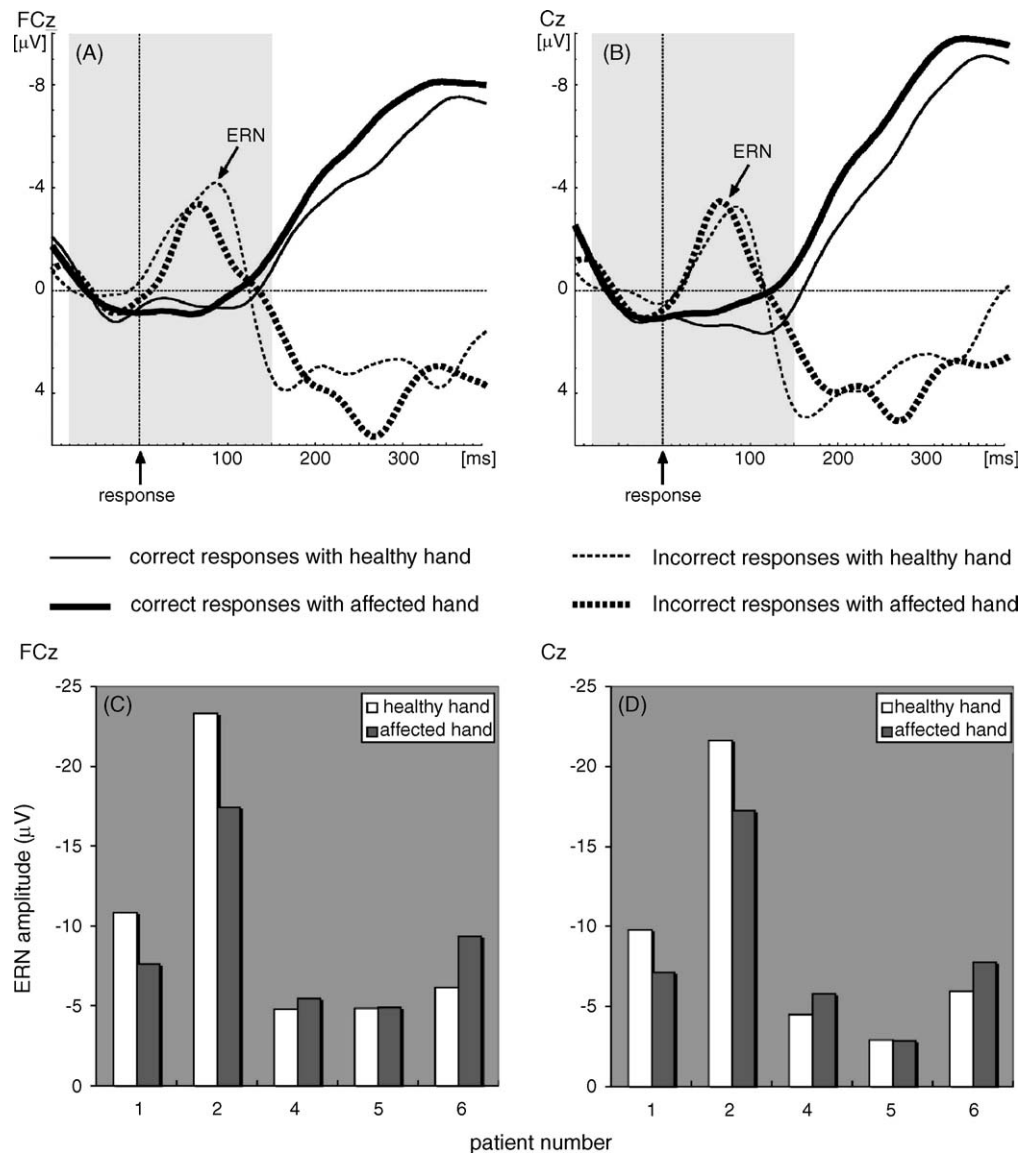 FCz
[μV]
(A)
ERN
-8
-4
0
4
100
200
300
[ms]
response
Cz
[μV]
(B)
ERN
-8
-4
0
4
100
200
300
[ms]
response
correct responses with healthy hand
Incorrect responses with healthy hand
correct responses with affected hand
Incorrect responses with affected hand
FCz
(C)
healthy hand
affected hand
ERN amplitude (μV)
-25
-20
-15
-10
-5
0
1 2 4 5 6
Cz
(D)
healthy hand
affected hand
-25
-20
-15
-10
-5
0
1 2 4 5 6
patient number